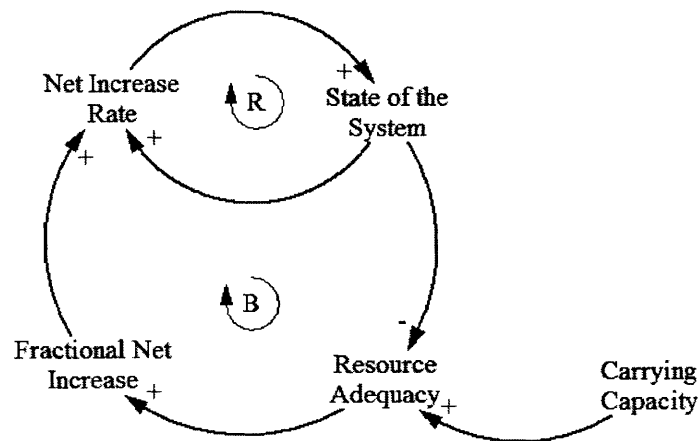 Net Increase
Rate
+
R
+
State of the
System
+
+
B
-
Fractional Net
Increase
+
Resource
Adequacy
+
Carrying
Capacity